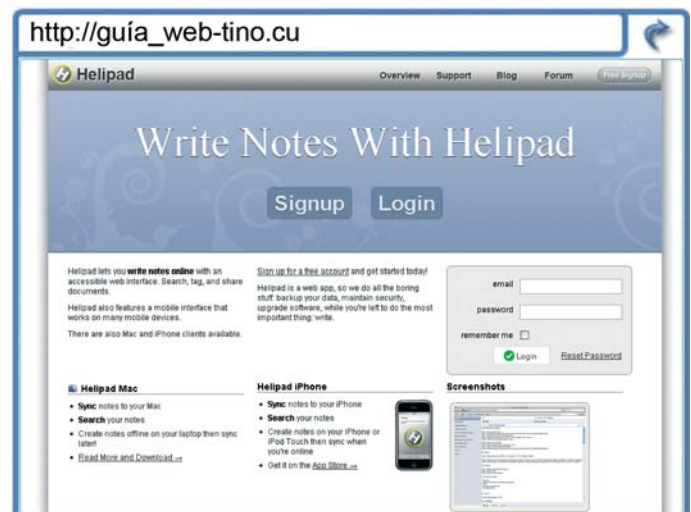 http://guía_web-tino.cu
Helipad
Overview Support Blog Forum Free Signup
Write Notes With Helipad
Signup Login
Helipad lets you write notes online with an
accessible web interface. Search, tag, and share
documents.
Helipad also features a mobile interface that
works on many mobile devices.
There are also Mac and iPhone clients available.
Sign up for a free account and get started today!
Helipad is a web app, so we do all the boring
stuff: backup your data, maintain security,
upgrade software, while you're left to do the most
important thing: write.
email
password
remember me
Login Reset Password
Helipad Mac
• Sync notes to your Mac
• Search your notes
• Create notes offline on your laptop then sync
later!
• Read More and Download →
Helipad iPhone
• Sync notes to your iPhone
• Search your notes
• Create notes on your iPhone or
iPod Touch then sync when
you're online
• Get it on the App Store →
Screenshots